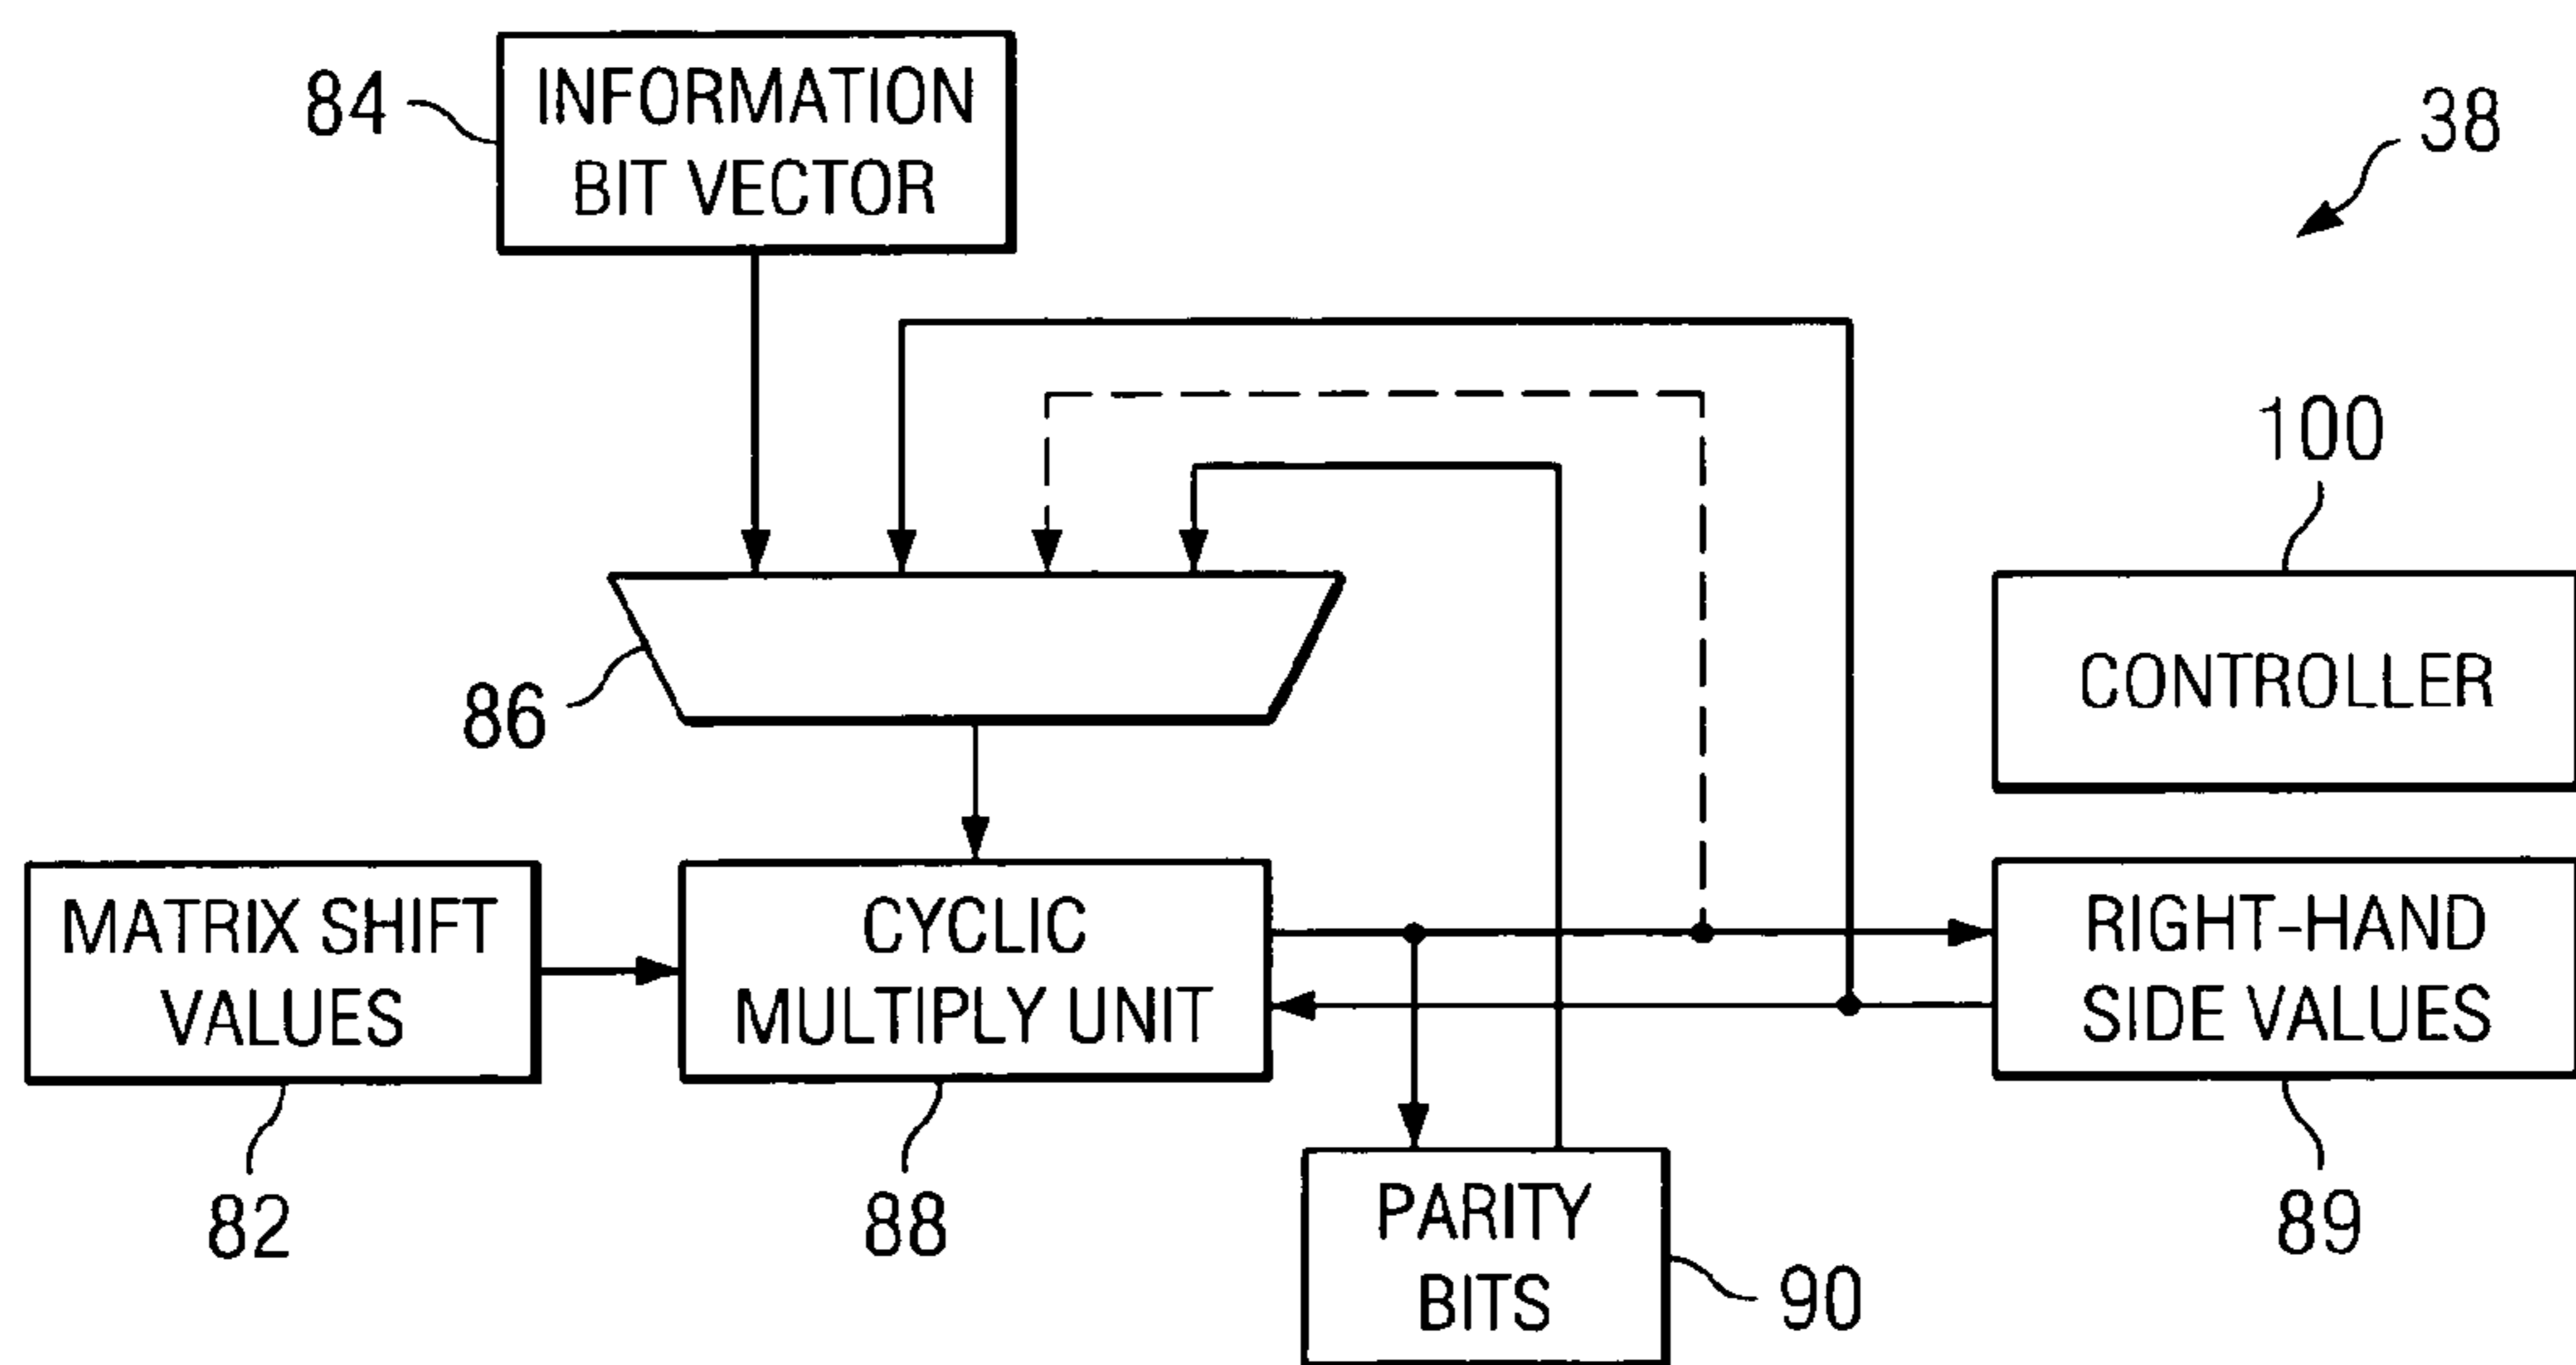 84
INFORMATION
BIT VECTOR
38
100
CONTROLLER
86
MATRIX SHIFT
VALUES
82
CYCLIC
MULTIPLY UNIT
88
RIGHT-HAND
SIDE VALUES
89
PARITY
BITS
90